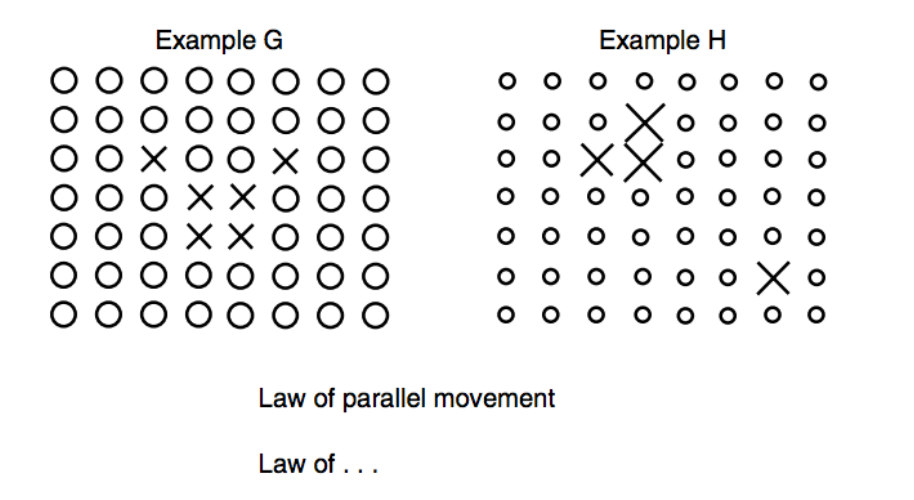 Example G
Example H
Law of parallel movement
Law of . . .